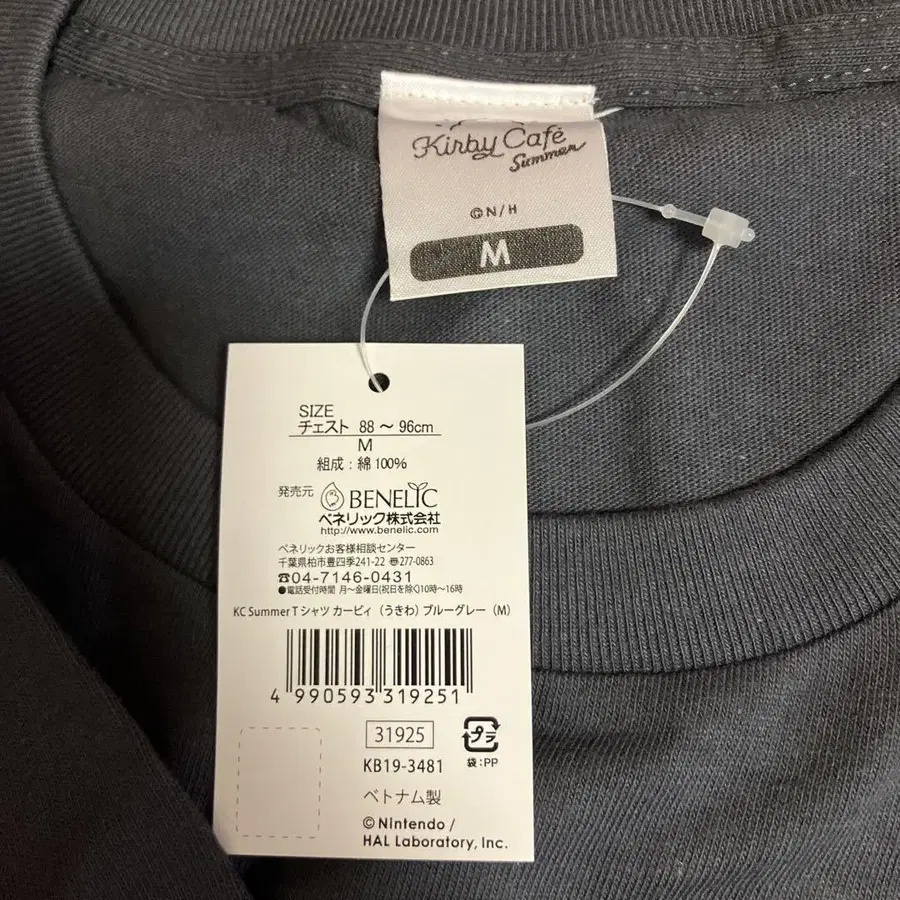 Kirby Café
Summer
©N/H
M
SIZE
チェスト 88 ～ 96cm
M
組成：綿 100%
発売元 BENELIC
ベネリック株式会社
http://www.benelic.com
ベネリックお客様相談センター
千葉県柏市豊四季241-22 〠277-0863
☎04-7146-0431
●電話受付時間 月～金曜日(祝日を除く)10時～16時
KC Summer T シャツ カービィ（うきわ）ブルーグレー（M）
4 990593 319251
31925
プラ
KB19-3481
袋：PP
ベトナム製
©Nintendo /
HAL Laboratory, Inc.